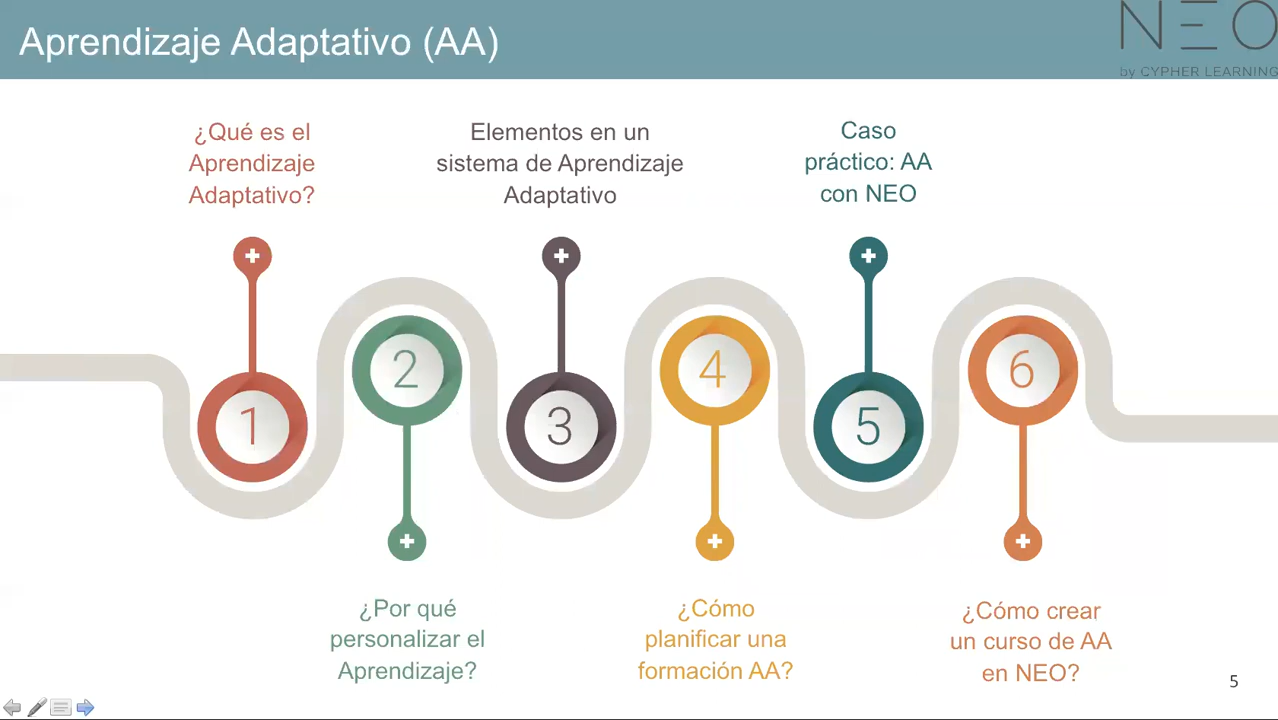 Aprendizaje Adaptativo (AA)
NEO
by CYPHER LEARNING
¿Qué es el
Aprendizaje
Adaptativo?
Elementos en un
sistema de Aprendizaje
Adaptativo
Caso
práctico: AA
con NEO
1
2
3
4
5
6
¿Por qué
personalizar el
Aprendizaje?
¿Cómo
planificar una
formación AA?
¿Cómo crear
un curso de AA
en NEO?
5